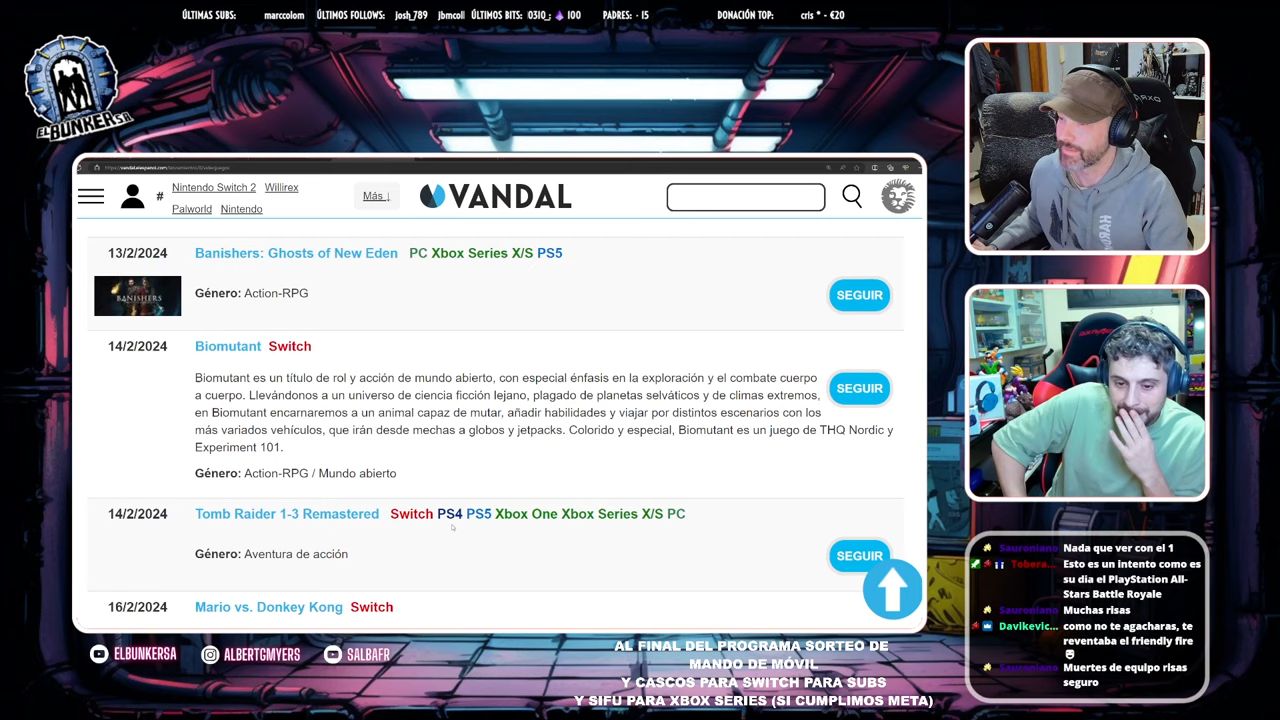 ÚLTIMAS SUBS: marccolom ÚLTIMOS FOLLOWS: Josh_789 Jbmcoll ÚLTIMOS BITS: 0310_: 100 PADRES: - 15 DONACIÓN TOP: cris * - €20
ELBUNKERSA
Nintendo Switch 2 Willirex
# Más ↓ VANDAL
Palworld Nintendo
13/2/2024 Banishers: Ghosts of New Eden PC Xbox Series X/S PS5
BANISHERS
Género: Action-RPG SEGUIR
14/2/2024 Biomutant Switch
Biomutant es un título de rol y acción de mundo abierto, con especial énfasis en la exploración y el combate cuerpo
a cuerpo. Llevándonos a un universo de ciencia ficción lejano, plagado de planetas selváticos y de climas extremos,
en Biomutant encarnaremos a un animal capaz de mutar, añadir habilidades y viajar por distintos escenarios con los
más variados vehículos, que irán desde mechas a globos y jetpacks. Colorido y especial, Biomutant es un juego de THQ Nordic y
Experiment 101.
SEGUIR
Género: Action-RPG / Mundo abierto
14/2/2024 Tomb Raider 1-3 Remastered Switch PS4 PS5 Xbox One Xbox Series X/S PC
Género: Aventura de acción SEGUIR
16/2/2024 Mario vs. Donkey Kong Switch
Sauroniano Nada que ver con el 1
Tobera... Esto es un intento como es
su dia el PlayStation All-
Stars Battle Royale
Sauroniano Muchas risas
Davikevic... como no te agacharas, te
reventaba el friendly fire
Sauroniano Muertes de equipo risas
seguro
ELBUNKERSA ALBERTGMYERS SALBAFR
AL FINAL DEL PROGRAMA SORTEO DE
MANDO DE MÓVIL
Y CASCOS PARA SWITCH PARA SUBS
Y SIFU PARA XBOX SERIES (SI CUMPLIMOS META)